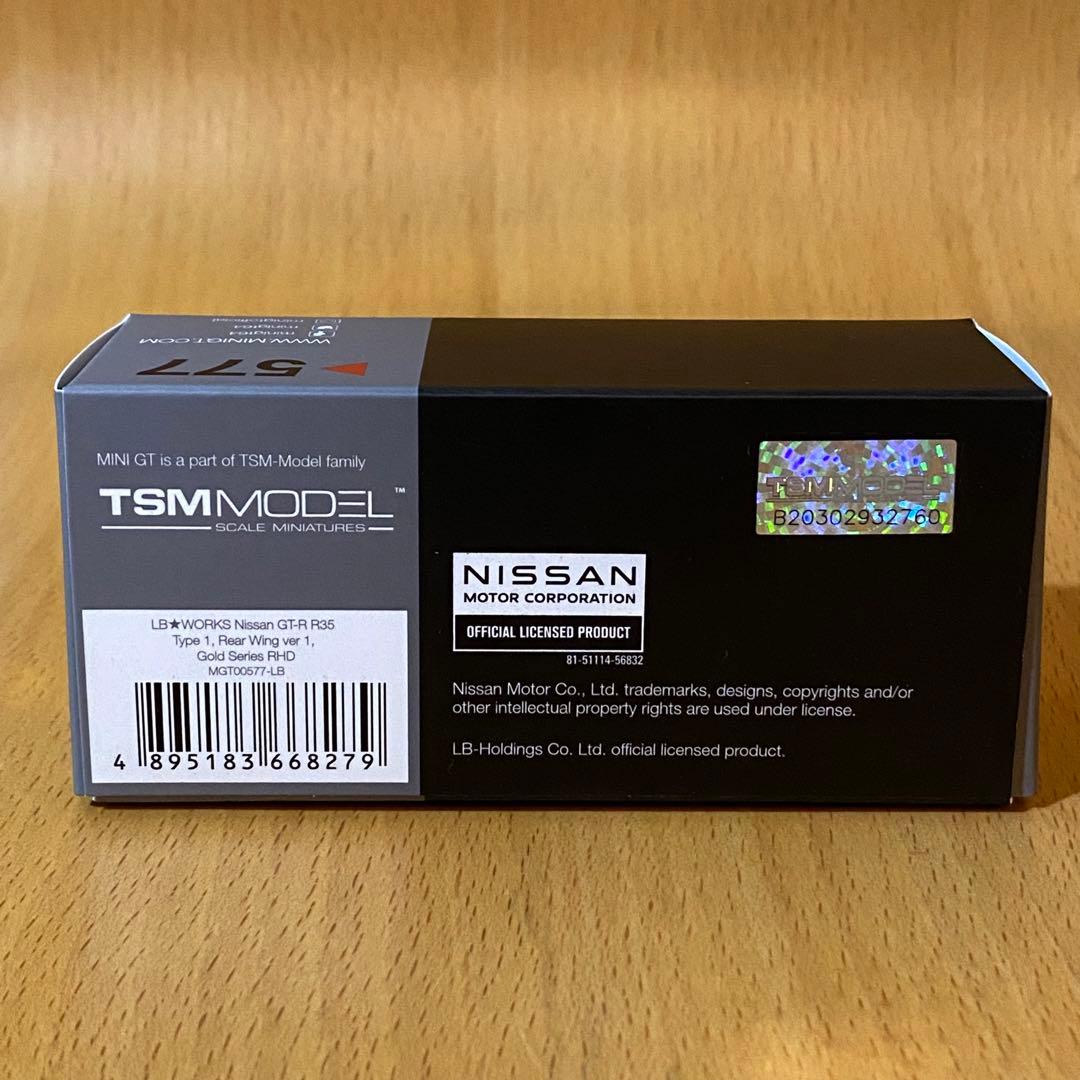 minigtofficial
minigt64
minigt64
WWW.MINIGT.COM
577
MINI GT is a part of TSM-Model family
TSMMODEL™
SCALE MINIATURES
TSMMODEL
B20302932760
NISSAN
MOTOR CORPORATION
OFFICIAL LICENSED PRODUCT
81-51114-56832
LB★WORKS Nissan GT-R R35
Type 1, Rear Wing ver 1,
Gold Series RHD
MGT00577-LB
4 895183 668279
Nissan Motor Co., Ltd. trademarks, designs, copyrights and/or
other intellectual property rights are used under license.
LB-Holdings Co. Ltd. official licensed product.